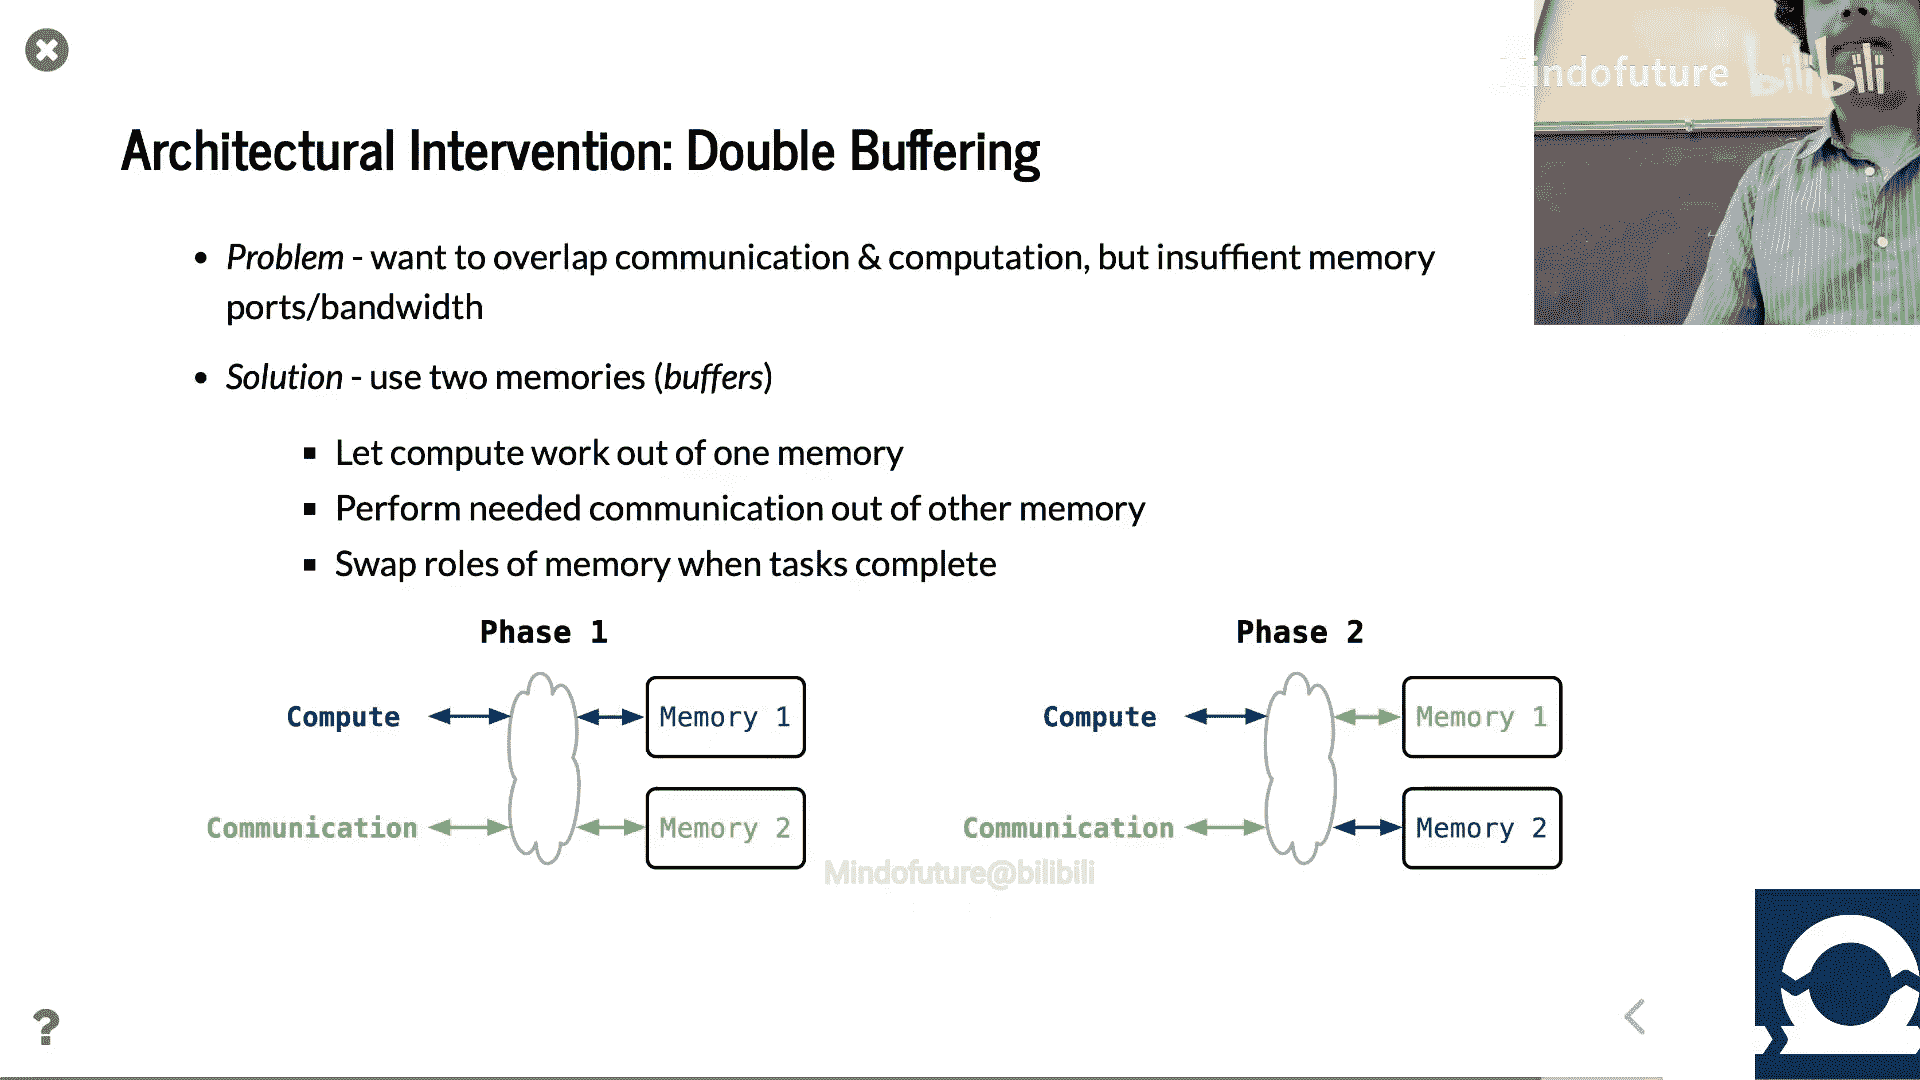 indofuture bilibili
Architectural Intervention: Double Buffering
Problem - want to overlap communication & computation, but insuffient memory
ports/bandwidth
Solution - use two memories (buffers)
Let compute work out of one memory
Perform needed communication out of other memory
Swap roles of memory when tasks complete
Phase 1
Compute
Memory 1
Communication
Memory 2
Phase 2
Compute
Memory 1
Communication
Memory 2
Mindofuture@bilibili
?